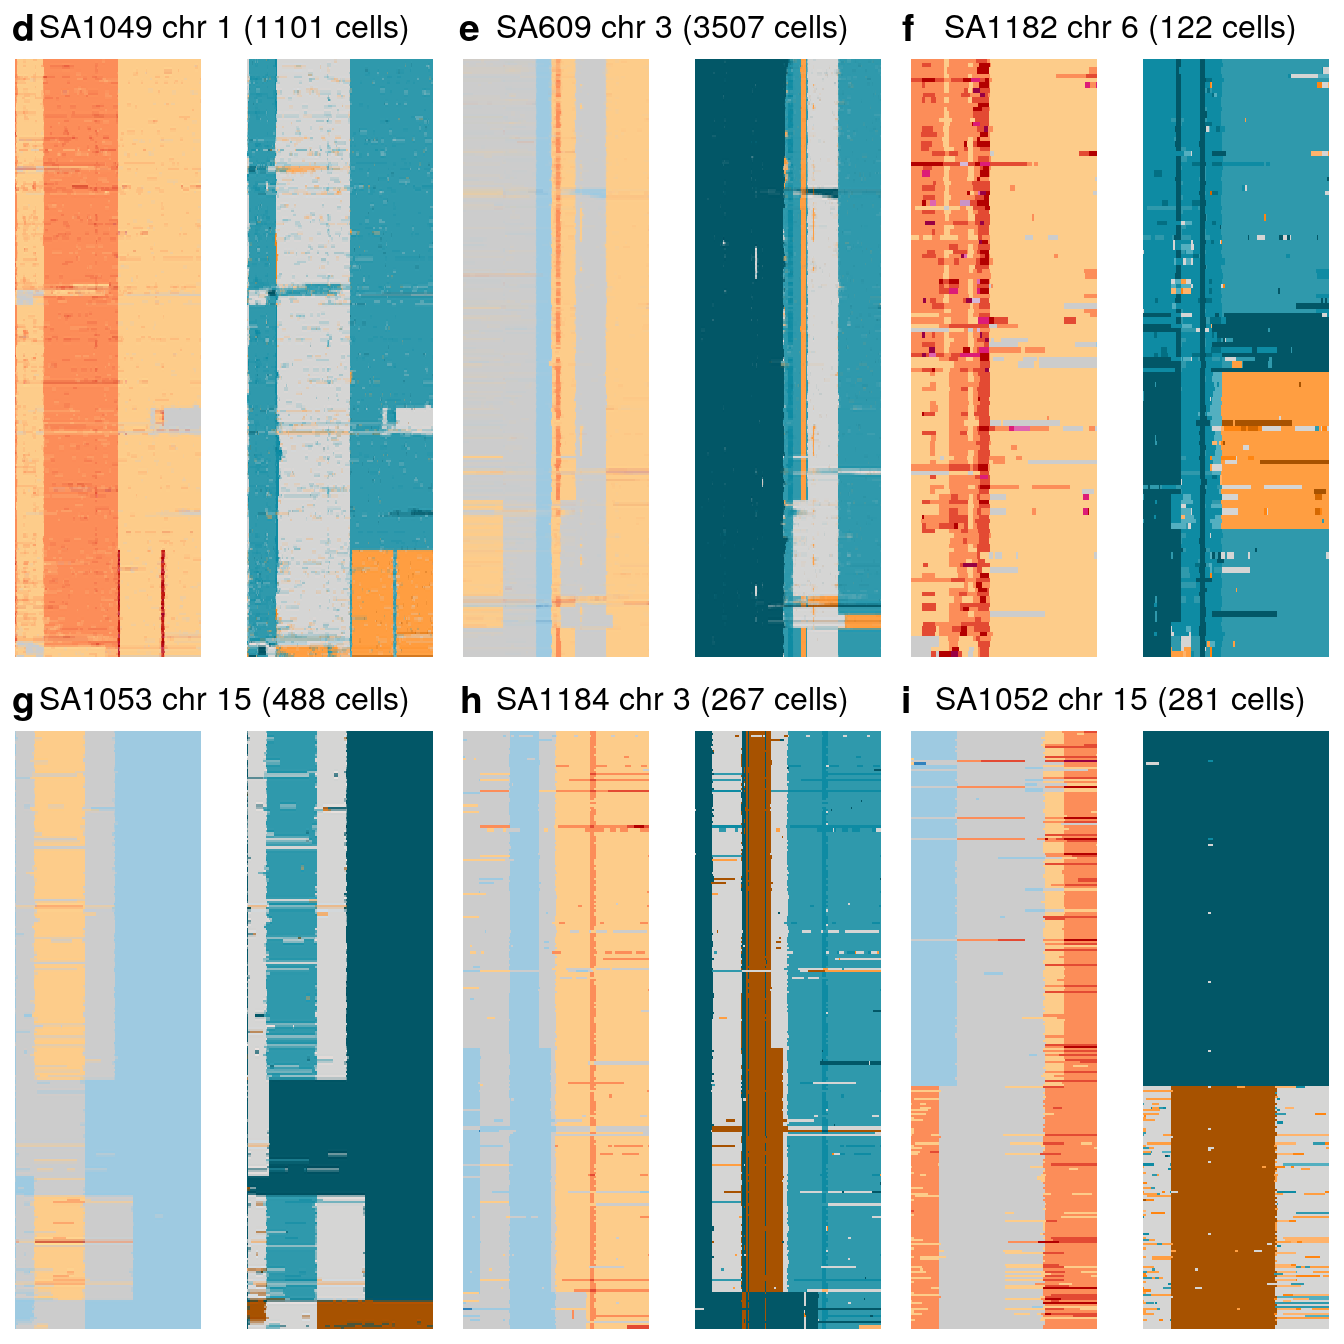 d SA1049 chr 1 (1101 cells)
e SA609 chr 3 (3507 cells)
f SA1182 chr 6 (122 cells)
g SA1053 chr 15 (488 cells)
h SA1184 chr 3 (267 cells)
i SA1052 chr 15 (281 cells)